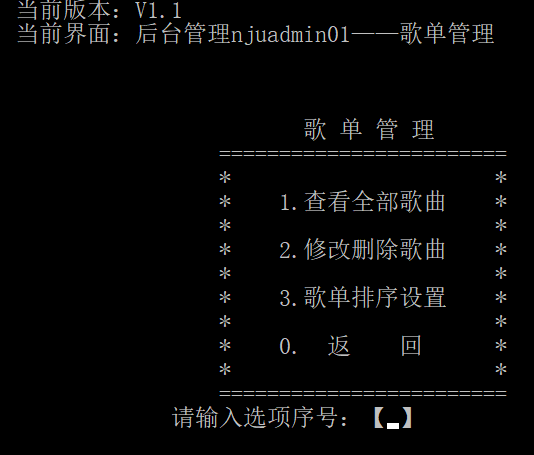 当前版本：V1.1
当前界面：后台管理njuadmin01——歌单管理
歌 单 管 理
========================
* *
* 1.查看全部歌曲 *
* *
* 2.修改删除歌曲 *
* *
* 3.歌单排序设置 *
* *
* 0. 返 回 *
* *
========================
请输入选项序号：【_】